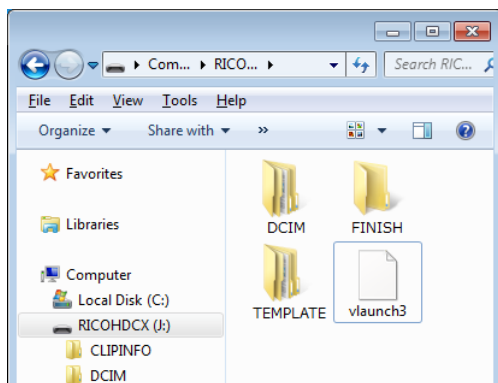 Com... RICO... Search RIC...
File Edit View Tools Help
Organize Share with »
Favorites
Libraries
Computer
Local Disk (C:)
RICOHDCX (J:)
CLIPINFO
DCIM
DCIM FINISH
TEMPLATE vlaunch3